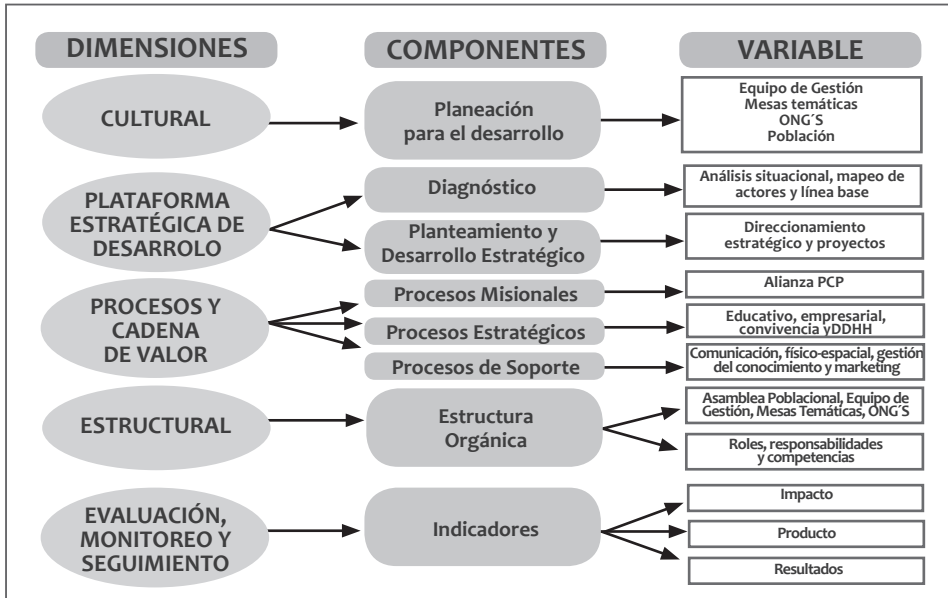 DIMENSIONES
COMPONENTES
VARIABLE
CULTURAL
Planeación
para el desarrollo
Equipo de Gestión
Mesas temáticas
ONG´S
Población
PLATAFORMA
ESTRATÉGICA DE
DESARROLO
Diagnóstico
Análisis situacional, mapeo de
actores y línea base
Planteamiento y
Desarrollo Estratégico
Direccionamiento
estratégico y proyectos
PROCESOS Y
CADENA
DE VALOR
Procesos Misionales
Alianza PCP
Procesos Estratégicos
Educativo, empresarial,
convivencia yDDHH
Procesos de Soporte
Comunicación, físico-espacial, gestión
del conocimiento y marketing
ESTRUCTURAL
Estructura
Orgánica
Asamblea Poblacional, Equipo de
Gestión, Mesas Temáticas, ONG´S
Roles, responsabilidades
y competencias
EVALUACIÓN,
MONITOREO Y
SEGUIMIENTO
Indicadores
Impacto
Producto
Resultados